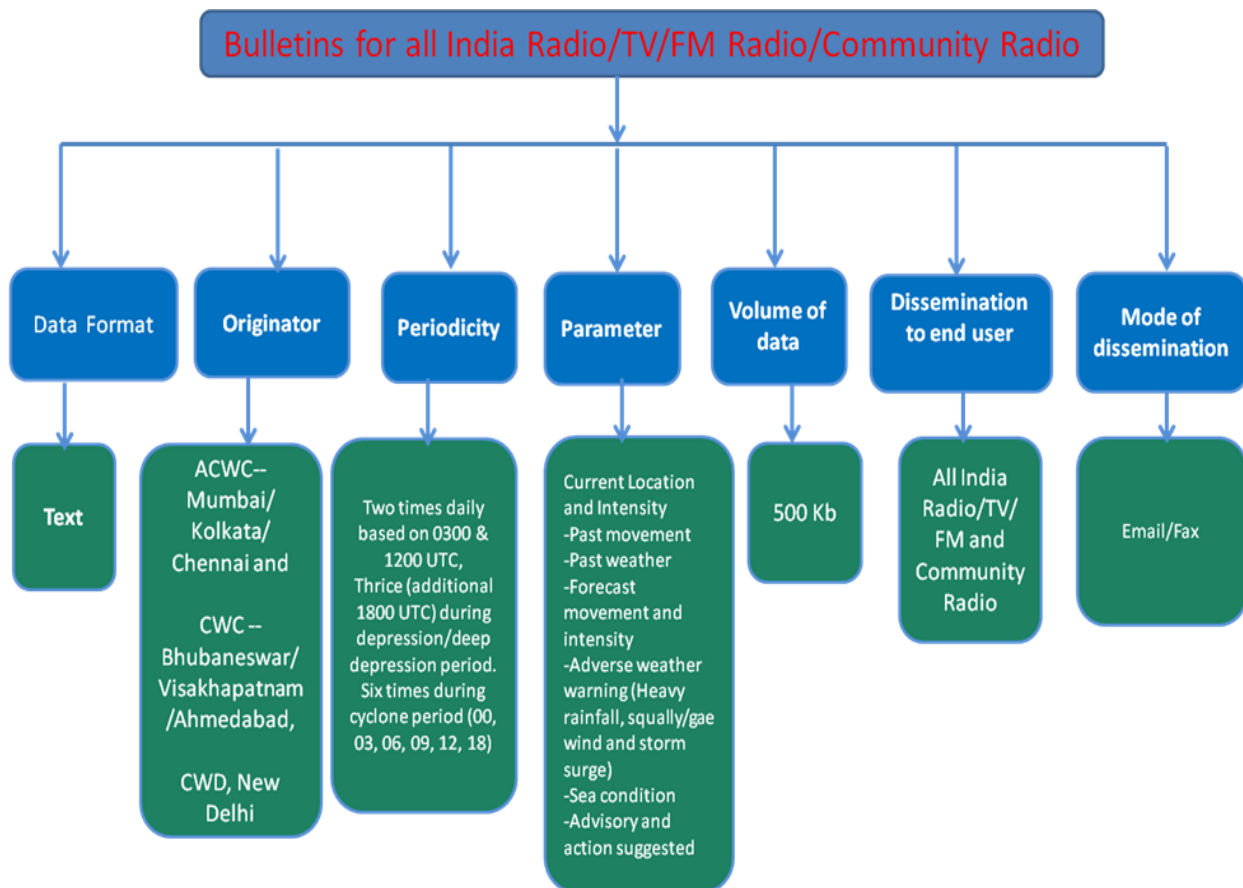 Bulletins for all India Radio/TV/FM Radio/Community Radio
Data Format
Originator
Periodicity
Parameter
Volume of
data
Dissemination
to end user
Mode of
dissemination
Text
ACWC--
Mumbai/
Kolkata/
Chennai and
CWC --
Bhubaneswar/
Visakhapatnam
/Ahmedabad,
CWD, New
Delhi
Two times daily
based on 0300 &
1200 UTC,
Thrice (additional
1800 UTC) during
depression/deep
depression period.
Six times during
cyclone period (00,
03, 06, 09, 12, 18)
Current Location
and Intensity
-Past movement
-Past weather
-Forecast
movement and
intensity
-Adverse weather
warning (Heavy
rainfall, squally/gae
wind and storm
surge)
-Sea condition
-Advisory and
action suggested
500 Kb
All India
Radio/TV/
FM and
Community
Radio
Email/Fax